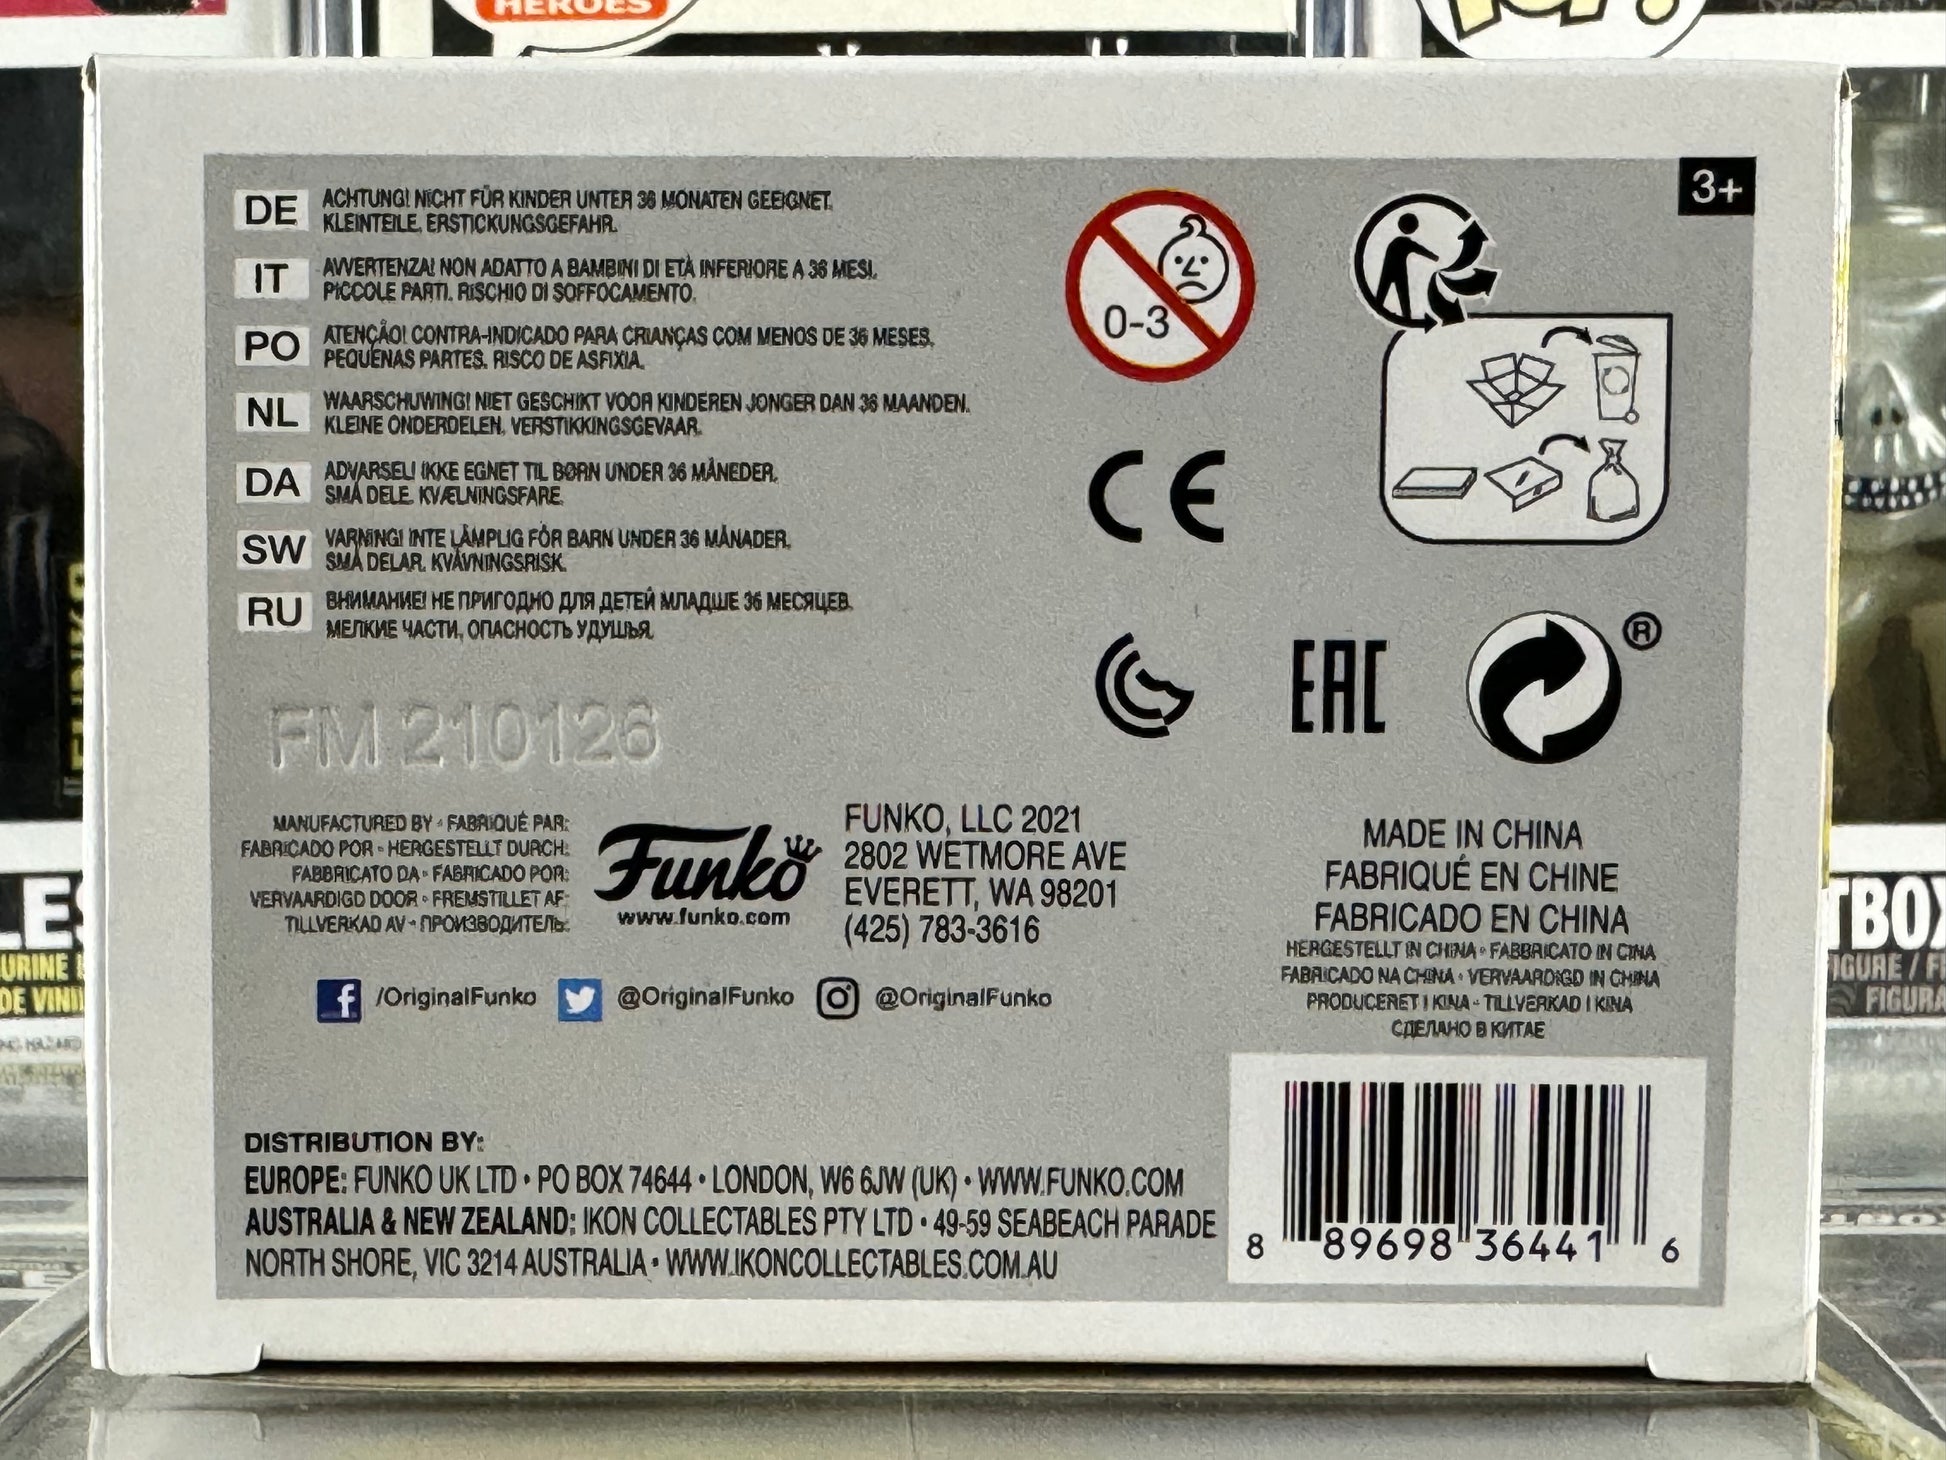 HEROES
3+
DE ACHTUNG! NICHT FÜR KINDER UNTER 36 MONATEN GEEIGNET.
KLEINTEILE, ERSTICKUNGSGEFAHR.
IT AVVERTENZA! NON ADATTO A BAMBINI DI ETÀ INFERIORE A 36 MESI.
PICCOLE PARTI. RISCHIO DI SOFFOCAMENTO.
PO ATENÇÃO! CONTRA-INDICADO PARA CRIANÇAS COM MENOS DE 36 MESES.
PEQUENAS PARTES. RISCO DE ASFIXIA.
NL WAARSCHUWING! NIET GESCHIKT VOOR KINDEREN JONGER DAN 36 MAANDEN.
KLEINE ONDERDELEN, VERSTIKKINGSGEVAAR.
DA ADVARSEL! IKKE EGNET TIL BØRN UNDER 36 MÅNEDER.
SMÅ DELE. KVÆLNINGSFARE.
SW VARNING! INTE LÅMPLIG FÖR BARN UNDER 36 MÅNADER.
SMÅ DELAR. KVÄVNINGSRISK.
RU ВНИМАНИЕ! НЕ ПРИГОДНО ДЛЯ ДЕТЕЙ МЛАДШЕ 36 МЕСЯЦЕВ.
МЕЛКИЕ ЧАСТИ, ОПАСНОСТЬ УДУШЬЯ.
0-3
CE
EAC
®
FM 210126
MANUFACTURED BY • FABRIQUÉ PAR:
FABRICADO POR • HERGESTELLT DURCH:
FABBRICATO DA • FABRICADO POR:
VERVAARDIGD DOOR • FREMSTILLET AF:
TILLVERKAD AV • ПРОИЗВОДИТЕЛЬ:
Funko
www.funko.com
FUNKO, LLC 2021
2802 WETMORE AVE
EVERETT, WA 98201
(425) 783-3616
MADE IN CHINA
FABRIQUÉ EN CHINE
FABRICADO EN CHINA
HERGESTELLT IN CHINA • FABBRICATO IN CINA
FABRICADO NA CHINA • VERVAARDIGD IN CHINA
PRODUCERET I KINA • TILLVERKAD I KINA
СДЕЛАНО В КИТАЕ
/OriginalFunko @OriginalFunko @OriginalFunko
DISTRIBUTION BY:
EUROPE: FUNKO UK LTD • PO BOX 74644 • LONDON, W6 6JW (UK) • WWW.FUNKO.COM
AUSTRALIA & NEW ZEALAND: IKON COLLECTABLES PTY LTD • 49-59 SEABEACH PARADE
NORTH SHORE, VIC 3214 AUSTRALIA • WWW.IKONCOLLECTABLES.COM.AU
8 89698 36441 6